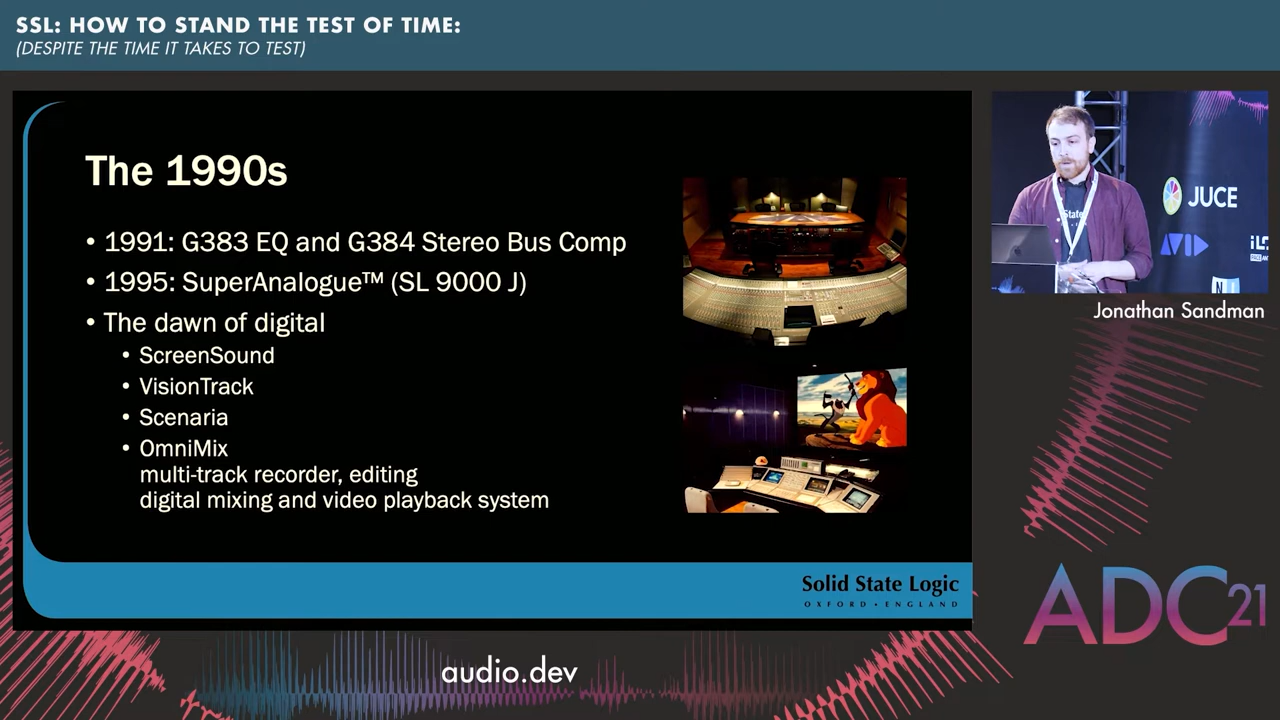 SSL: HOW TO STAND THE TEST OF TIME:
(DESPITE THE TIME IT TAKES TO TEST)
The 1990s
• 1991: G383 EQ and G384 Stereo Bus Comp
• 1995: SuperAnalogue™ (SL 9000 J)
• The dawn of digital
• ScreenSound
• VisionTrack
• Scenaria
• OmniMix
multi-track recorder, editing
digital mixing and video playback system
Solid State Logic
OXFORD • ENGLAND
State
JUCE
AVID
Jonathan Sandman
ADC21
audio.dev